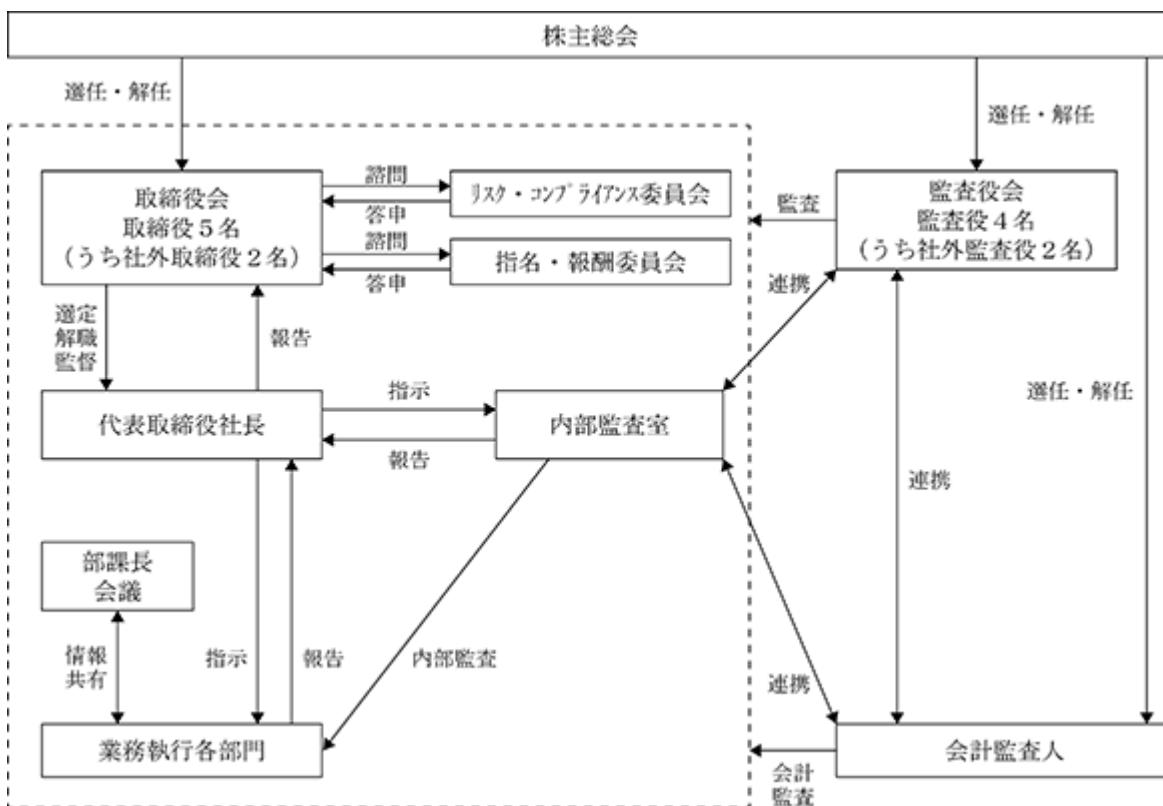 株主総会
選任・解任
選任・解任
取締役会
取締役５名
（うち社外取締役２名）
諮問
答申
リスク・コンプライアンス委員会
諮問
答申
指名・報酬委員会
監査
監査役会
監査役４名
（うち社外監査役２名）
連携
選定
解職
監督
報告
選任・解任
代表取締役社長
指示
報告
内部監査室
連携
部課長
会議
情報
共有
指示
報告
内部監査
連携
業務執行各部門
会計
監査
会計監査人